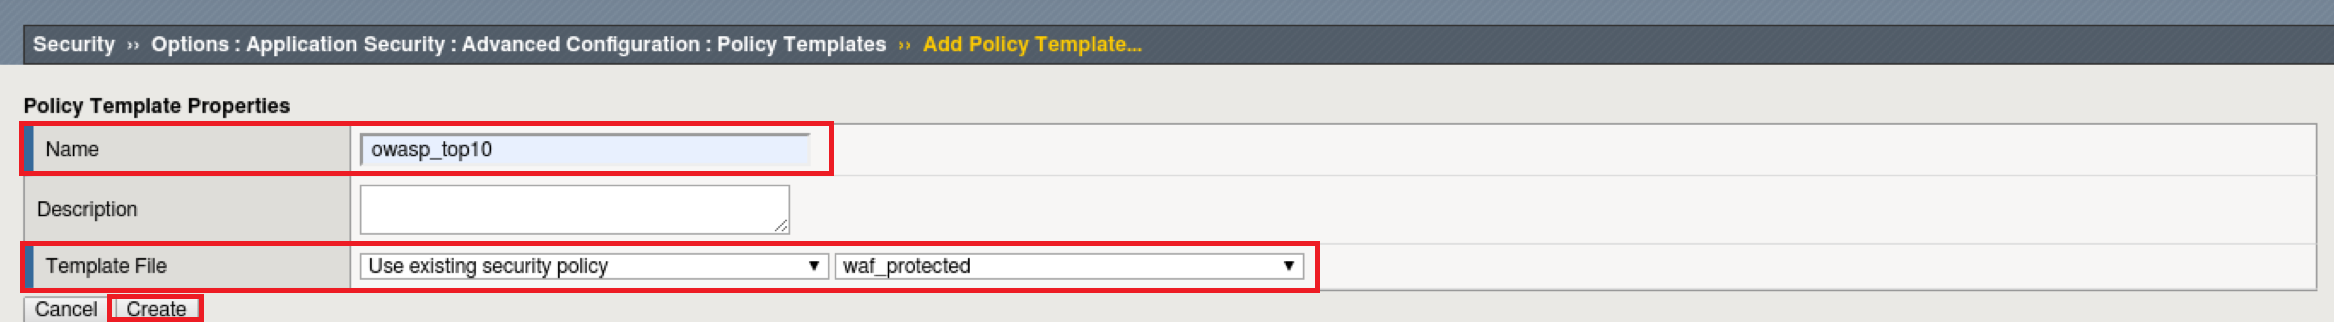 Security ›› Options : Application Security : Advanced Configuration : Policy Templates ›› Add Policy Template...
Policy Template Properties
Name owasp_top10
Description
Template File Use existing security policy waf_protected
Cancel Create